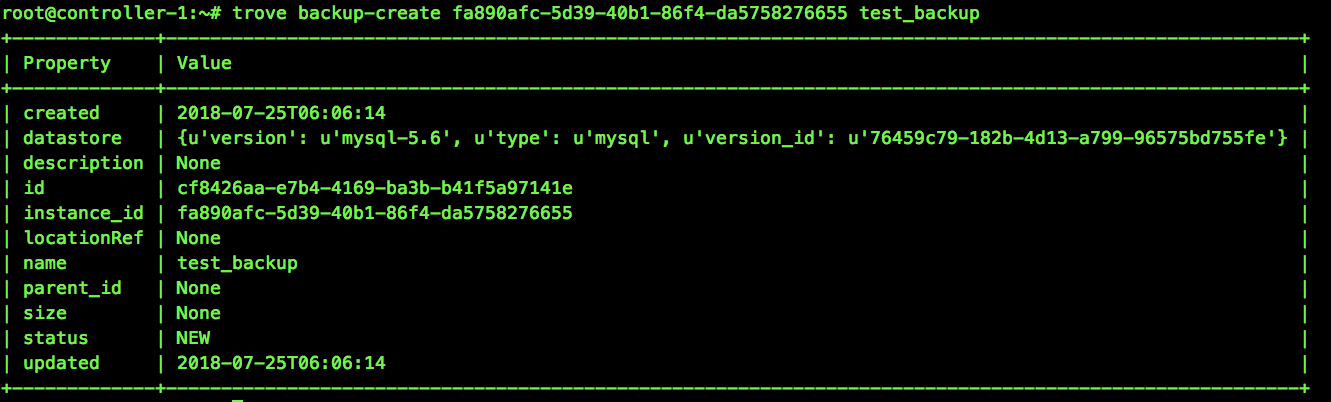 root@controller-1:~# trove backup-create fa890afc-5d39-40b1-86f4-da5758276655 test_backup
+-------------+---------------------------------------------------------------------------------------------------------+
| Property    | Value                                                                                                   |
+-------------+---------------------------------------------------------------------------------------------------------+
| created     | 2018-07-25T06:06:14                                                                                     |
| datastore   | {u'version': u'mysql-5.6', u'type': u'mysql', u'version_id': u'76459c79-182b-4d13-a799-96575bd755fe'} |
| description | None                                                                                                    |
| id          | cf8426aa-e7b4-4169-ba3b-b41f5a97141e                                                                    |
| instance_id | fa890afc-5d39-40b1-86f4-da5758276655                                                                    |
| locationRef | None                                                                                                    |
| name        | test_backup                                                                                             |
| parent_id   | None                                                                                                    |
| size        | None                                                                                                    |
| status      | NEW                                                                                                     |
| updated     | 2018-07-25T06:06:14                                                                                     |
+-------------+---------------------------------------------------------------------------------------------------------+